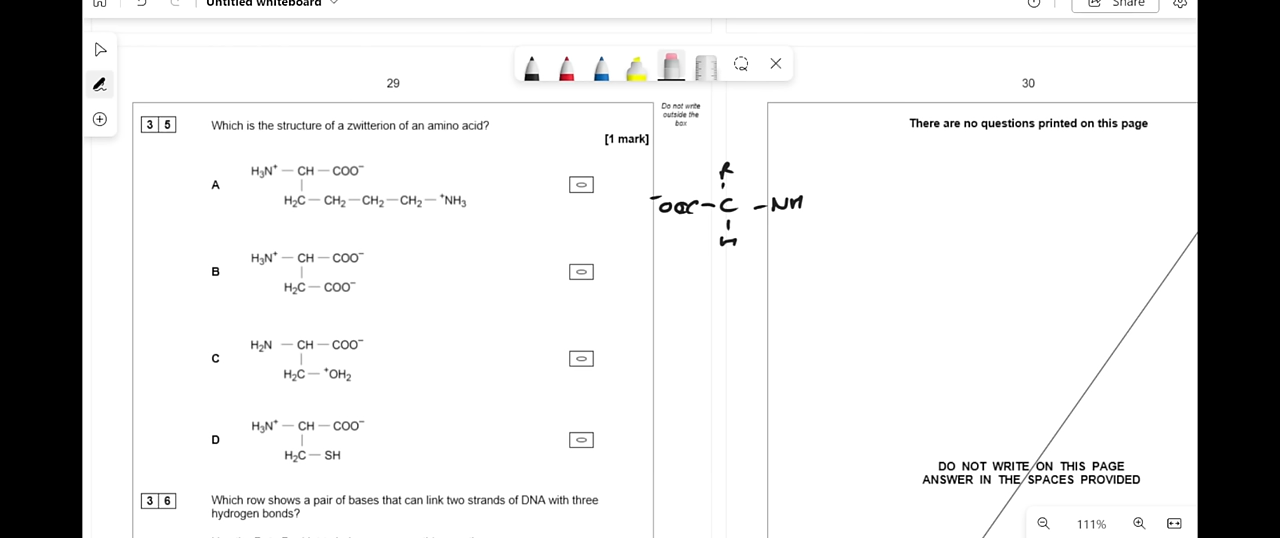 Untitled whiteboard
Share
29
30
Do not write
outside the
box
3 5
Which is the structure of a zwitterion of an amino acid?
[1 mark]
There are no questions printed on this page
A
H₃N⁺ — CH — COO⁻
|
H₂C — CH₂ — CH₂ — CH₂ — ⁺NH₃
R
⁻OOC — C — NH
H
B
H₃N⁺ — CH — COO⁻
|
H₂C — COO⁻
C
H₂N — CH — COO⁻
|
H₂C — ⁺OH₂
D
H₃N⁺ — CH — COO⁻
|
H₂C — SH
DO NOT WRITE ON THIS PAGE
ANSWER IN THE SPACES PROVIDED
3 6
Which row shows a pair of bases that can link two strands of DNA with three
hydrogen bonds?
111%